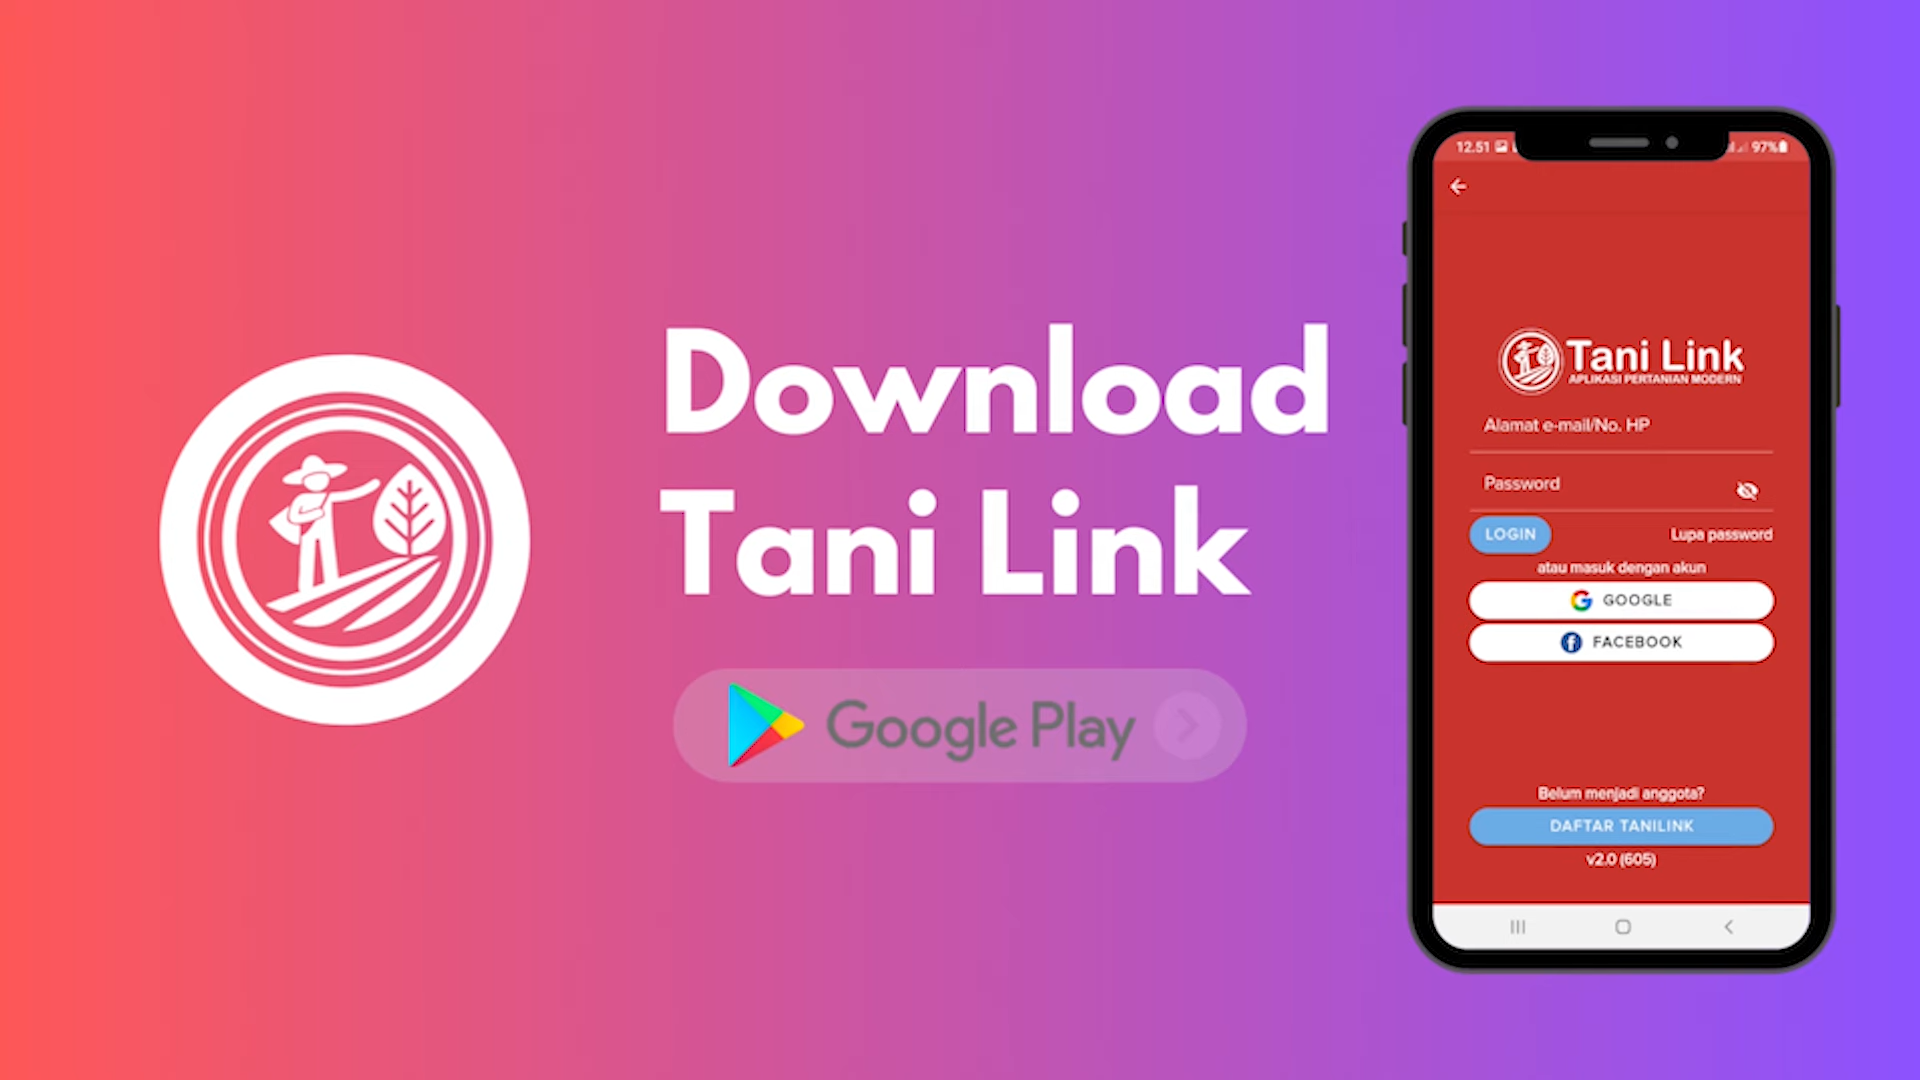 Download
Tani Link
Google Play
12.51
97%
Tani Link
APLIKASI PERTANIAN MODERN
Alamat e-mail/No. HP
Password
LOGIN
Lupa password
atau masuk dengan akun
GOOGLE
FACEBOOK
Belum menjadi anggota?
DAFTAR TANILINK
v2.0 (605)